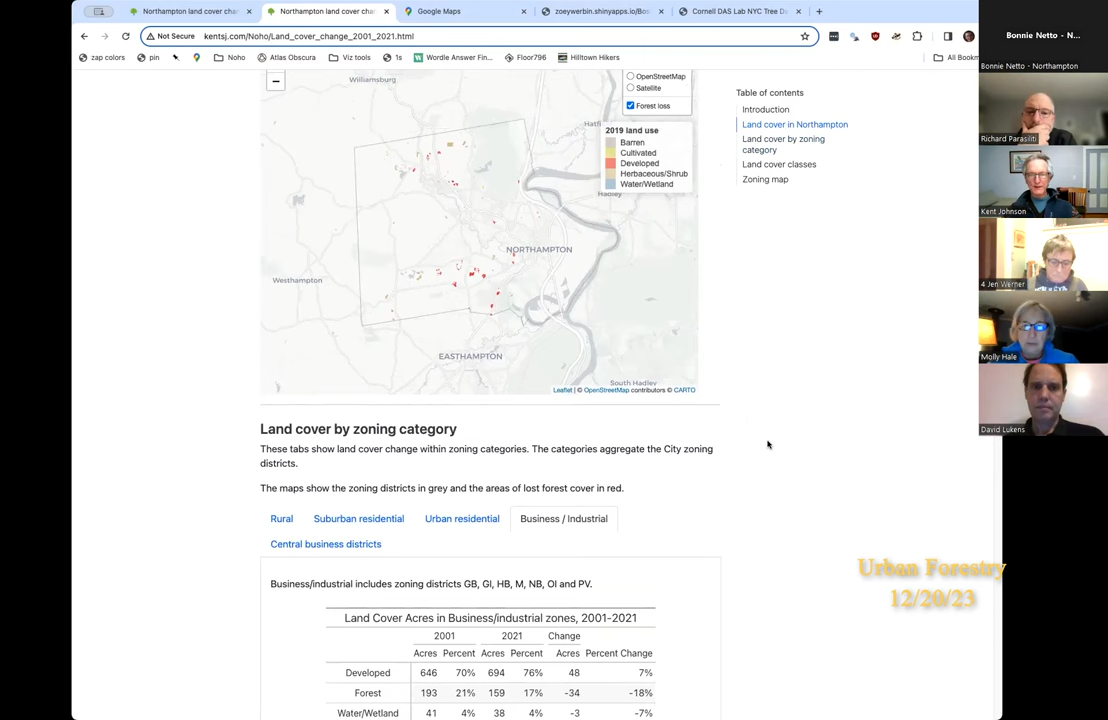 Northampton land cover chan
Northampton land cover chan
Google Maps
zoeywerbin.shinyapps.io/Bos
Cornell DAS Lab NYC Tree Da
Not Secure
kentsj.com/Noho/Land_cover_change_2001_2021.html
zap colors
pin
Noho
Atlas Obscura
Viz tools
1s
Wordle Answer Fin...
Floor796
Hilltown Hikers
All Bookm
Williamsburg
Hatfi
Hadley
NORTHAMPTON
Westhampton
EASTHAMPTON
South Hadley
OpenStreetMap
Satellite
Forest loss
2019 land use
Barren
Cultivated
Developed
Herbaceous/Shrub
Water/Wetland
Leaflet | © OpenStreetMap contributors © CARTO
Table of contents
Introduction
Land cover in Northampton
Land cover by zoning
category
Land cover classes
Zoning map
Land cover by zoning category
These tabs show land cover change within zoning categories. The categories aggregate the City zoning
districts.
The maps show the zoning districts in grey and the areas of lost forest cover in red.
Rural Suburban residential Urban residential Business / Industrial
Central business districts
Business/industrial includes zoning districts GB, GI, HB, M, NB, OI and PV.
Land Cover Acres in Business/industrial zones, 2001-2021
2001 2021 Change
Acres Percent Acres Percent Acres Percent Change
Developed 646 70% 694 76% 48 7%
Forest 193 21% 159 17% -34 -18%
Water/Wetland 41 4% 38 4% -3 -7%
Bonnie Netto - N...
Bonnie Netto - Northampton
Richard Parasiliti
Kent Johnson
4 Jen Werner
Molly Hale
David Lukens
Urban Forestry
12/20/23